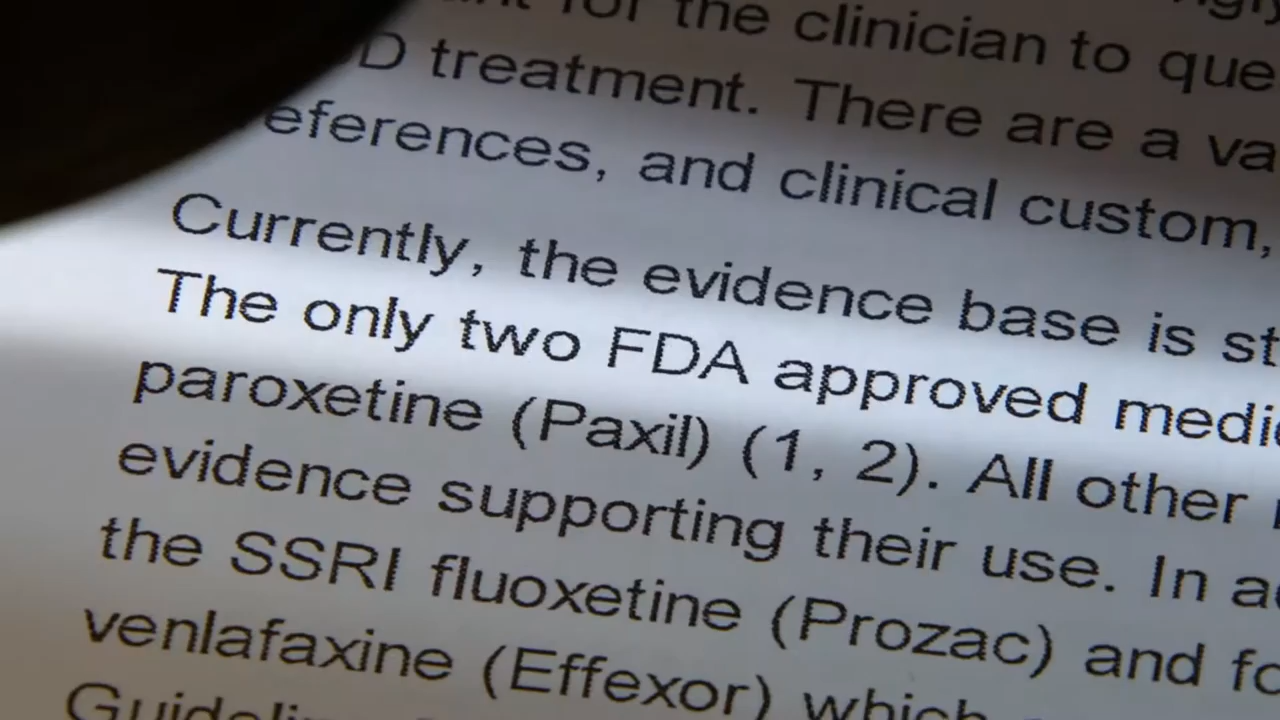 for the clinician to que
D treatment. There are a va
eferences, and clinical custom,
Currently, the evidence base is st
The only two FDA approved medic
paroxetine (Paxil) (1, 2). All other
evidence supporting their use. In a
the SSRI fluoxetine (Prozac) and fo
venlafaxine (Effexor) which